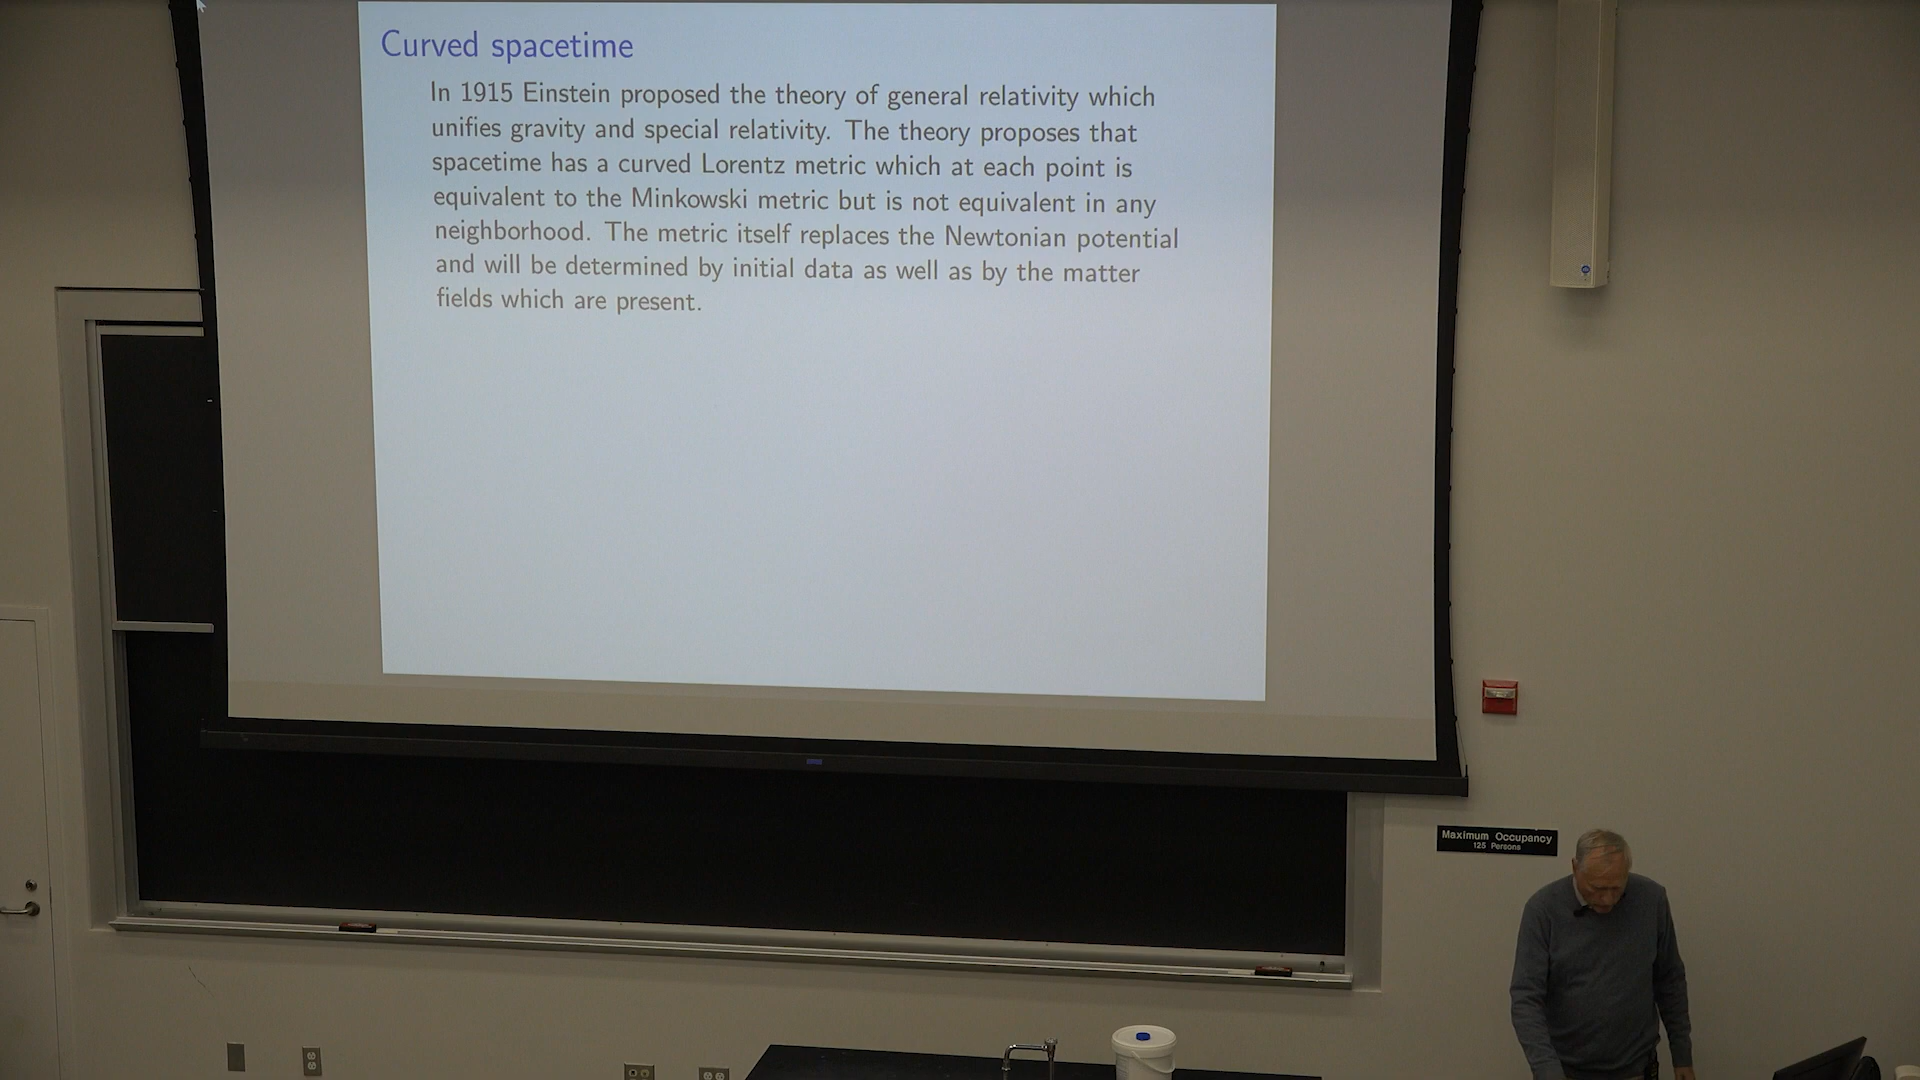 Curved spacetime
In 1915 Einstein proposed the theory of general relativity which
unifies gravity and special relativity. The theory proposes that
spacetime has a curved Lorentz metric which at each point is
equivalent to the Minkowski metric but is not equivalent in any
neighborhood. The metric itself replaces the Newtonian potential
and will be determined by initial data as well as by the matter
fields which are present.
Maximum Occupancy
125 Persons